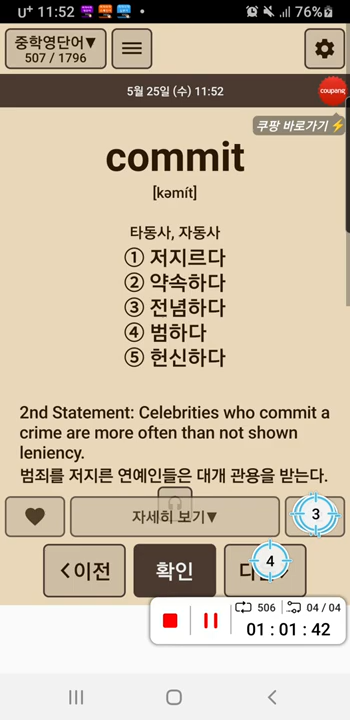 U+ 11:52 76%
중학영단어▼
507 / 1796
5월 25일 (수) 11:52
coupang
쿠팡 바로가기⚡
commit
[kəmít]
타동사, 자동사
① 저지르다
② 약속하다
③ 전념하다
④ 범하다
⑤ 헌신하다
2nd Statement: Celebrities who commit a
crime are more often than not shown
leniency.
범죄를 저지른 연예인들은 대개 관용을 받는다.
자세히 보기▼
3
<이전
확인
4
506 04 / 04
01 : 01 : 42